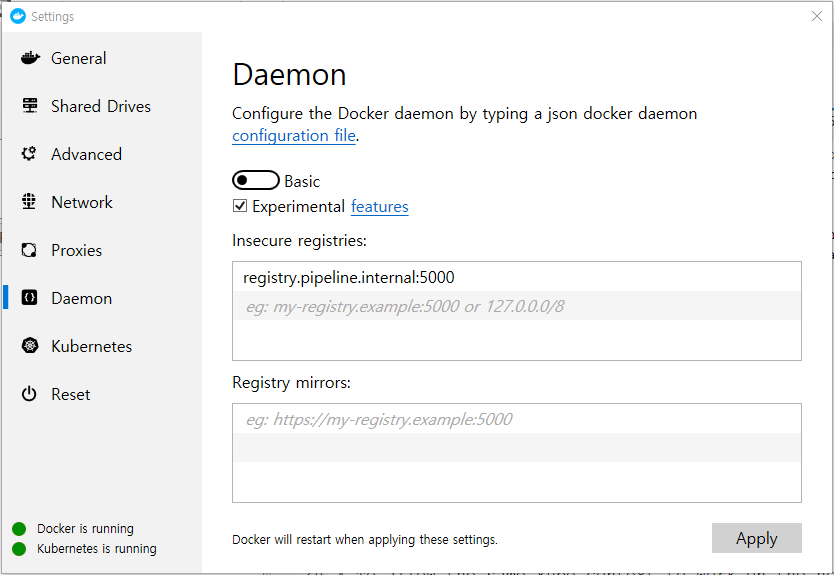 Settings
General
Shared Drives
Advanced
Network
Proxies
Daemon
Kubernetes
Reset
Docker is running
Kubernetes is running
Daemon
Configure the Docker daemon by typing a json docker daemon
configuration file.
Basic
Experimental features
Insecure registries:
registry.pipeline.internal:5000
eg: my-registry.example:5000 or 127.0.0.0/8
Registry mirrors:
eg: https://my-registry.example:5000
Docker will restart when applying these settings.
Apply